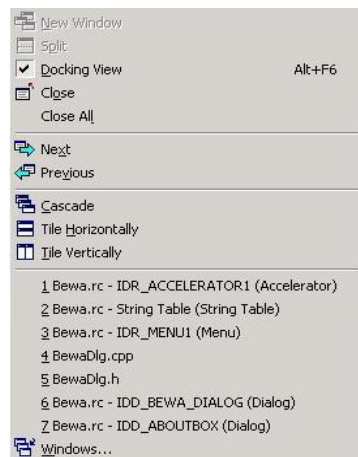 New Window
Split
Docking View Alt+F6
Close
Close All
Next
Previous
Cascade
Tile Horizontally
Tile Vertically
1 Bewa.rc - IDR_ACCELERATOR1 (Accelerator)
2 Bewa.rc - String Table (String Table)
3 Bewa.rc - IDR_MENU1 (Menu)
4 BewaDlg.cpp
5 BewaDlg.h
6 Bewa.rc - IDD_BEWA_DIALOG (Dialog)
7 Bewa.rc - IDD_ABOUTBOX (Dialog)
Windows...